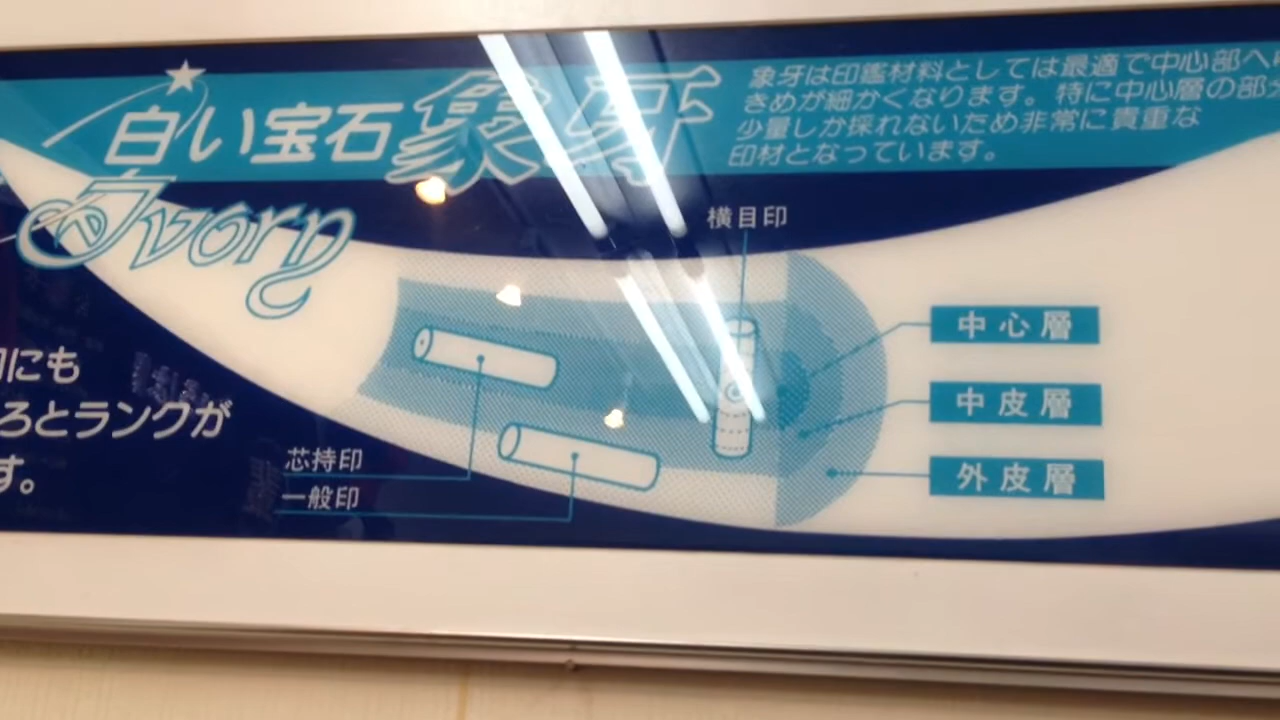 白い宝石象牙
Ivory
象牙は印鑑材料としては最適で中心部へ
きめが細かくなります。特に中心層の部
少量しか採れないため非常に貴重な
印材となっています。
横目印
中心層
中皮層
外皮層
芯持印
一般印
にも
ろとランクが
す。